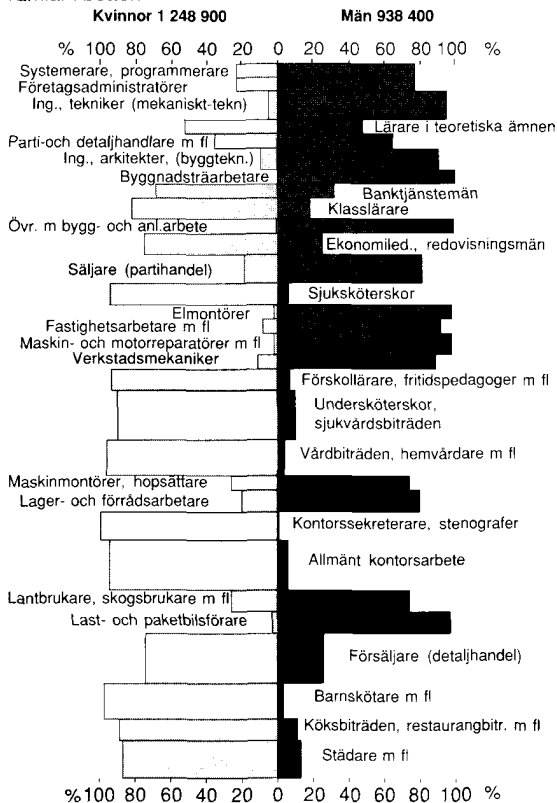 Kvinnor 1 248 900 Män 938 400
% 100 80 60 40 20 0 20 40 60 80 100 %
Systemerare, programmerare
Företagsadministratörer
Ing., tekniker (mekaniskt-tekn)
Lärare i teoretiska ämnen
Parti-och detaljhandlare m fl
Ing., arkitekter, (byggtekn.)
Byggnadsträarbetare
Banktjänstemän
Klasslärare
Övr. m bygg- och anl.arbete
Ekonomiled., redovisningsmän
Säljare (partihandel)
Sjuksköterskor
Elmontörer
Fastighetsarbetare m fl
Maskin- och motorreparatörer m fl
Verkstadsmekaniker
Förskollärare, fritidspedagoger m fl
Undersköterskor,
sjukvårdsbiträden
Vårdbiträden, hemvårdare m fl
Maskinmontörer, hopsättare
Lager- och förrådsarbetare
Kontorssekreterare, stenografer
Allmänt kontorsarbete
Lantbrukare, skogsbrukare m fl
Last- och paketbilsförare
Försäljare (detaljhandel)
Barnskötare m fl
Köksbiträden, restaurangbitr. m fl
Städare m fl
% 100 80 60 40 20 0 20 40 60 80 100 %